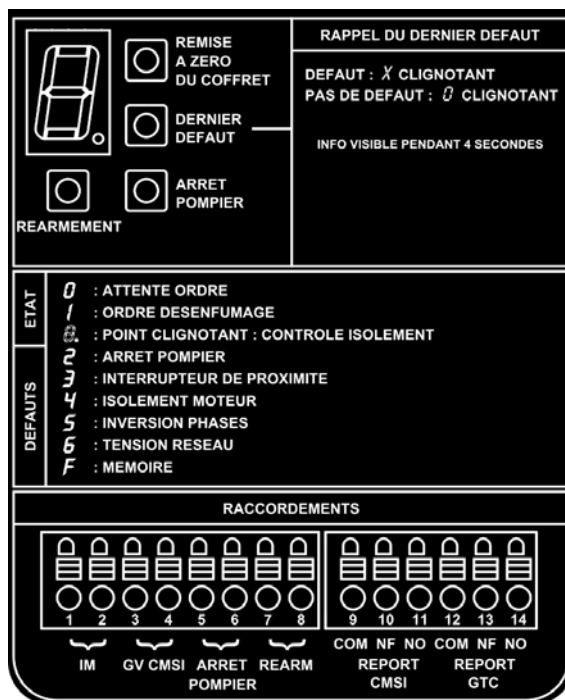 REMISE
A ZERO
DU COFFRET
DERNIER
DEFAUT
ARRET
POMPIER
REARMEMENT
RAPPEL DU DERNIER DEFAUT
DEFAUT : X CLIGNOTANT
PAS DE DEFAUT : 0 CLIGNOTANT
INFO VISIBLE PENDANT 4 SECONDES
ETAT
0 : ATTENTE ORDRE
1 : ORDRE DESENFUMAGE
8. : POINT CLIGNOTANT : CONTROLE ISOLEMENT
DEFAUTS
2 : ARRET POMPIER
3 : INTERRUPTEUR DE PROXIMITE
4 : ISOLEMENT MOTEUR
5 : INVERSION PHASES
6 : TENSION RESEAU
F : MEMOIRE
RACCORDEMENTS
1 2 3 4 5 6 7 8 9 10 11 12 13 14
COM NF NO COM NF NO
IM GV CMSI ARRET POMPIER REARM REPORT CMSI REPORT GTC